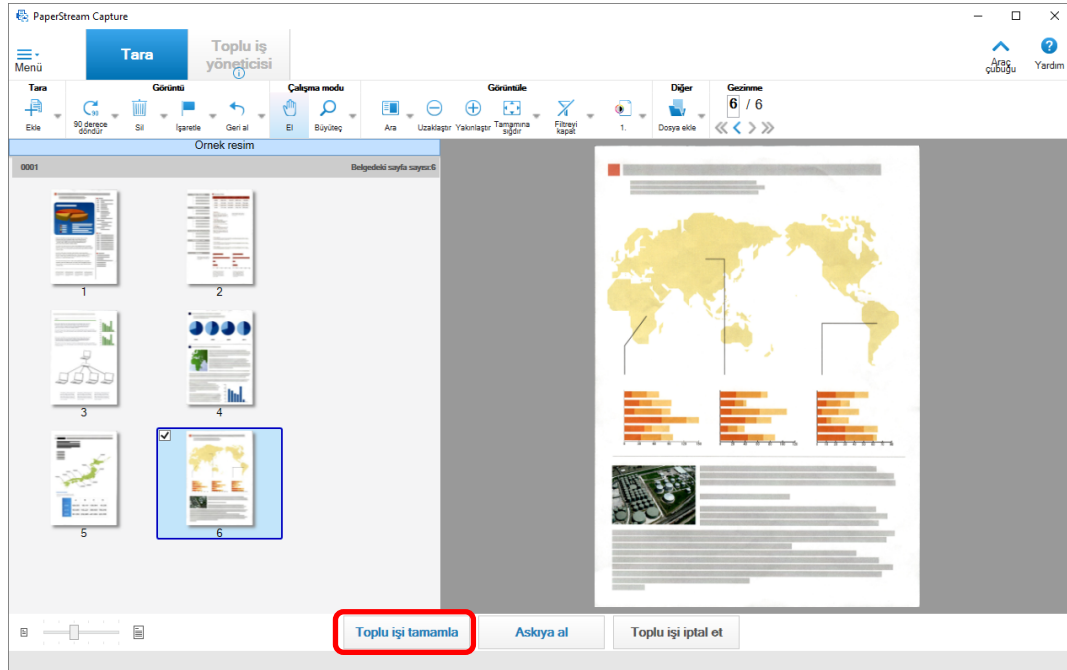 PaperStream Capture
Menü
Tara
Toplu iş
yöneticisi
Araç
çubuğu
Yardım
Tara
Görüntü
Çalışma modu
Görüntüle
Diğer
Gezinme
Ekle
90 derece
döndür
Sil
İşaretle
Geri al
El
Büyüteç
Ara
Uzaklaştır
Yakınlaştır
Tamamına
sığdır
Filtreyi
kapat
1.
Dosya ekle
6 / 6
Ornek resim
0001
Belgedeki sayfa sayısı:6
1
2
3
4
5
6
Toplu işi tamamla
Askıya al
Toplu işi iptal et